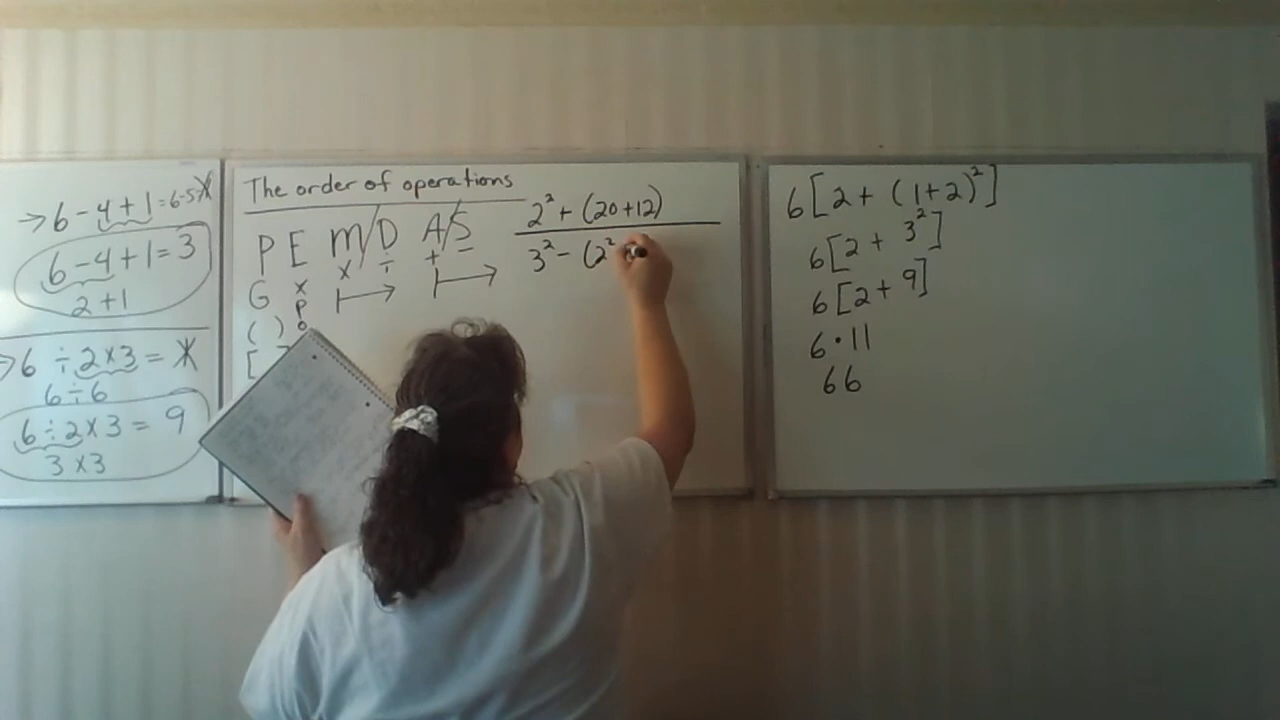 → 6 - 4 + 1 = 6-5
6 - 4 + 1 = 3
2 + 1
→ 6 ÷ 2 × 3 =
6 ÷ 6
6 ÷ 2 × 3 = 9
3 × 3
The order of operations
P E M/D A/S
× ÷ + -
G x
p
( ) o
[
2² + (20+12)
3² - (2²
6[2 + (1+2)²]
6[2 + 3²]
6[2 + 9]
6 · 11
66